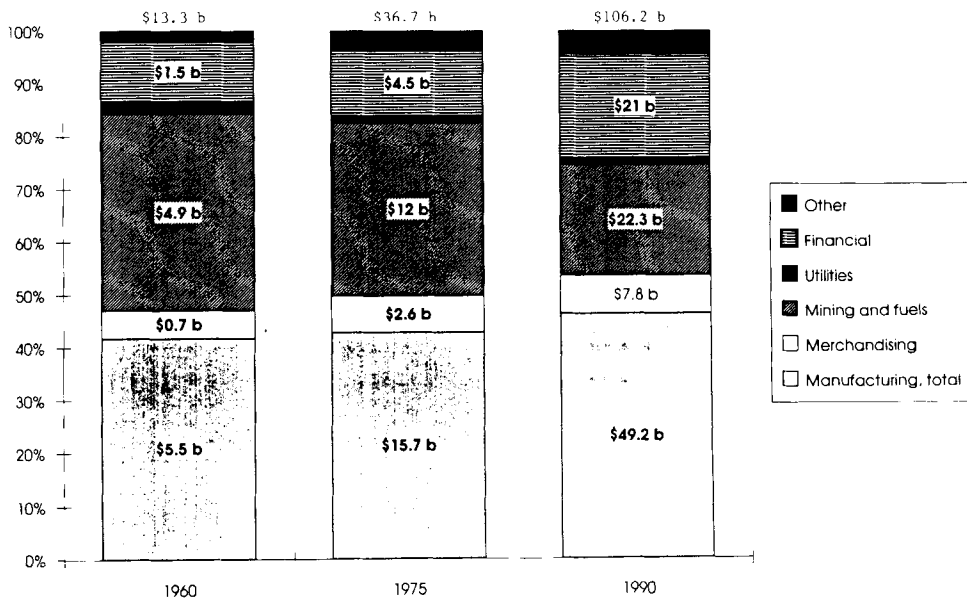 $13.3 b
$36.7 b
$106.2 b
100%
90%
80%
70%
60%
50%
40%
30%
20%
10%
0%
$1.5 b
$4.9 b
$0.7 b
$5.5 b
$4.5 b
$12 b
$2.6 b
$15.7 b
$21 b
$22.3 b
$7.8 b
$49.2 b
1960
1975
1990
Other
Financial
Utilities
Mining and fuels
Merchandising
Manufacturing, total